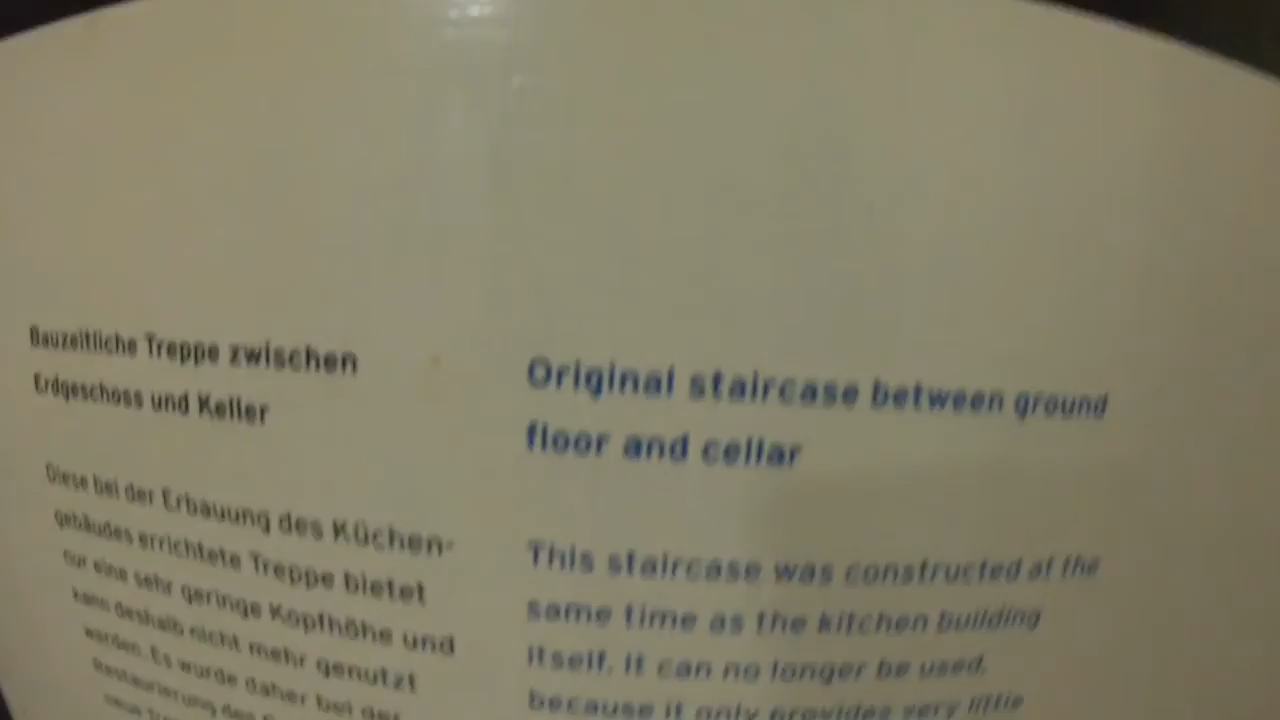 Bauzeitliche Treppe zwischen
Erdgeschoss und Keller
Diese bei der Erbauung des Küchen-
gebäudes errichtete Treppe bietet
nur eine sehr geringe Kopfhöhe und
kann deshalb nicht mehr genutzt
werden. Es wurde daher bei der
Restaurierung des
Original staircase between ground
floor and cellar
This staircase was constructed at the
same time as the kitchen building
itself. It can no longer be used,
because it only provides very little